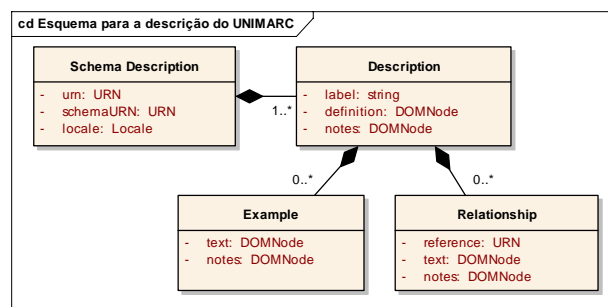 cd Esquema para a descrição do UNIMARC
Schema Description
- urn: URN
- schemaURN: URN
- locale: Locale
1..*
Description
- label: string
- definition: DOMNode
- notes: DOMNode
0..*
0..*
Example
- text: DOMNode
- notes: DOMNode
Relationship
- reference: URN
- text: DOMNode
- notes: DOMNode